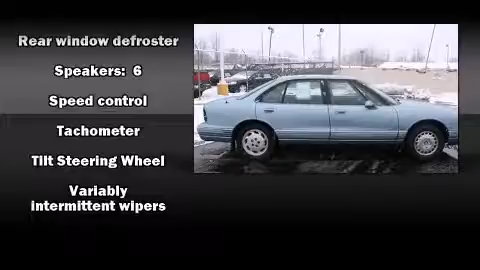 Rear window defroster
Speakers: 6
Speed control
Tachometer
Tilt Steering Wheel
Variably
intermittent wipers